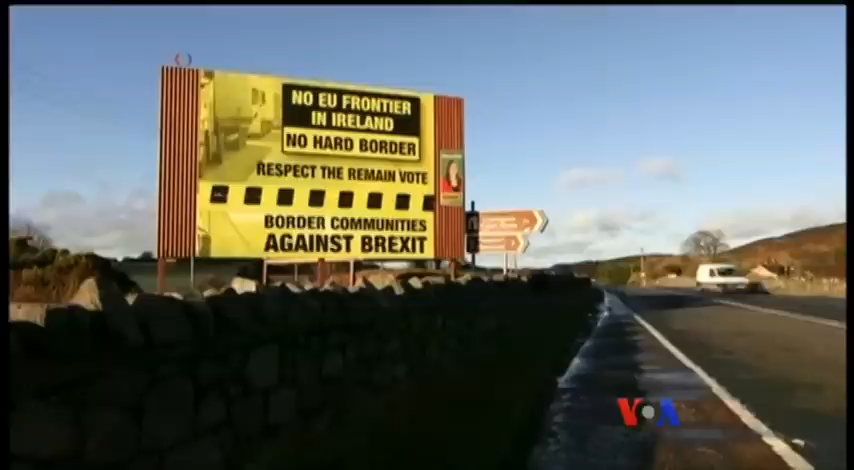 NO EU FRONTIER
IN IRELAND
NO HARD BORDER
RESPECT THE REMAIN VOTE
BORDER COMMUNITIES
AGAINST BREXIT
VOA